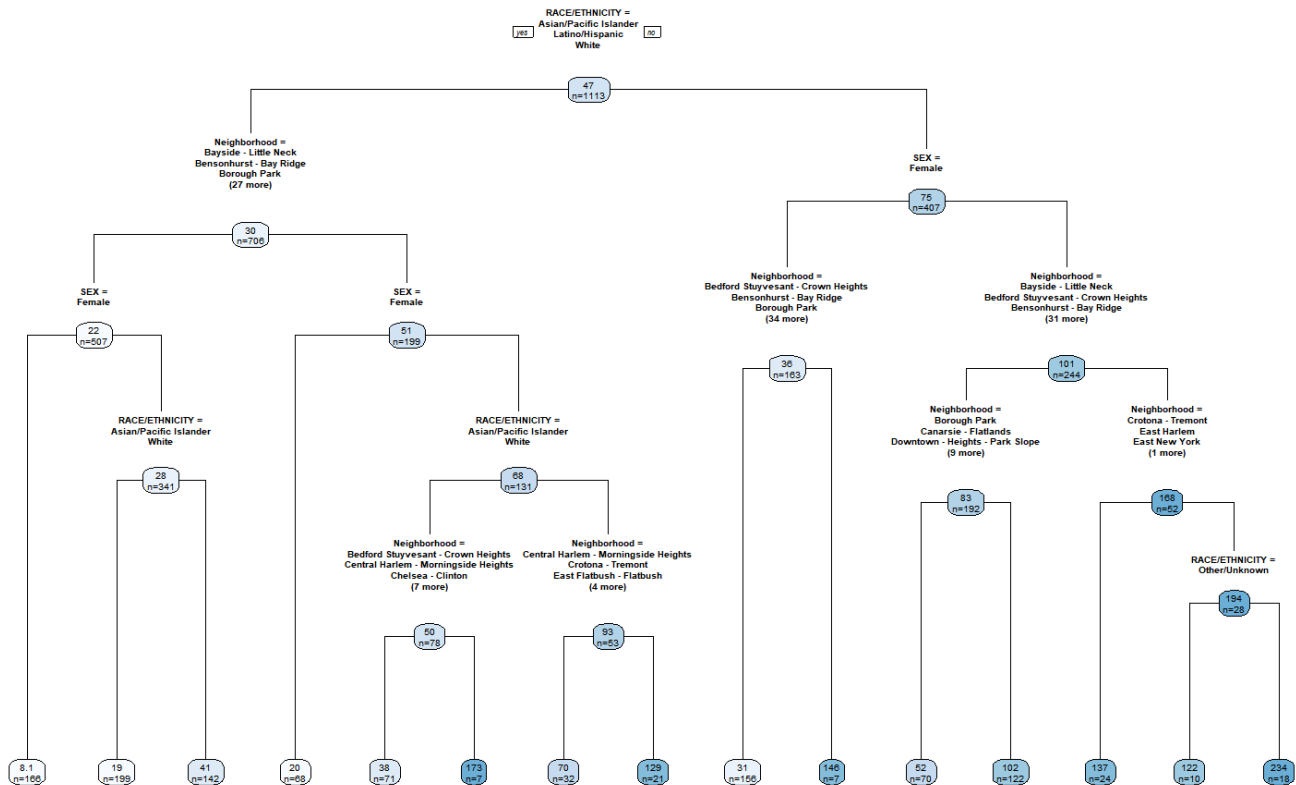 RACE/ETHNICITY =
Asian/Pacific Islander
Latino/Hispanic
White
yes
no
47
n=1113
Neighborhood =
Bayside - Little Neck
Bensonhurst - Bay Ridge
Borough Park
(27 more)
SEX =
Female
30
n=706
75
n=407
SEX =
Female
SEX =
Female
Neighborhood =
Bedford Stuyvesant - Crown Heights
Bensonhurst - Bay Ridge
Borough Park
(34 more)
Neighborhood =
Bayside - Little Neck
Bedford Stuyvesant - Crown Heights
Bensonhurst - Bay Ridge
(31 more)
22
n=507
51
n=199
36
n=163
101
n=244
RACE/ETHNICITY =
Asian/Pacific Islander
White
RACE/ETHNICITY =
Asian/Pacific Islander
White
Neighborhood =
Borough Park
Canarsie - Flatlands
Downtown - Heights - Park Slope
(9 more)
Neighborhood =
Crotona - Tremont
East Harlem
East New York
(1 more)
28
n=341
68
n=131
83
n=192
168
n=52
Neighborhood =
Bedford Stuyvesant - Crown Heights
Central Harlem - Morningside Heights
Chelsea - Clinton
(7 more)
Neighborhood =
Central Harlem - Morningside Heights
Crotona - Tremont
East Flatbush - Flatbush
(4 more)
RACE/ETHNICITY =
Other/Unknown
50
n=78
93
n=53
194
n=28
8.1
n=166
19
n=199
41
n=142
20
n=68
38
n=71
173
n=7
70
n=32
129
n=21
31
n=156
146
n=7
52
n=70
102
n=122
137
n=24
122
n=10
234
n=18